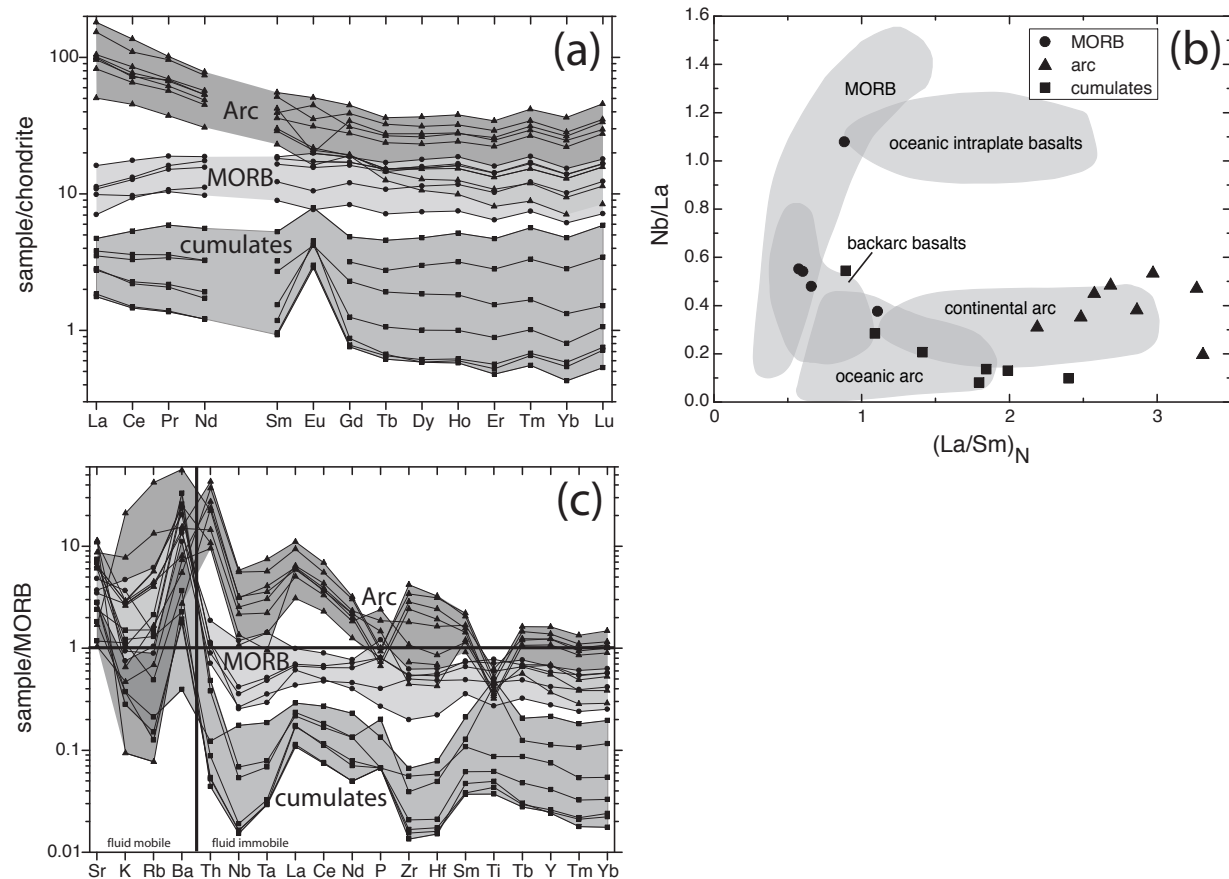 (a)
100
10
1
sample/chondrite
Arc
MORB
cumulates
La Ce Pr Nd Sm Eu Gd Tb Dy Ho Er Tm Yb Lu
(b)
1.6
1.4
1.2
1.0
0.8
0.6
0.4
0.2
0.0
Nb/La
MORB
arc
cumulates
MORB
oceanic intraplate basalts
backarc basalts
continental arc
oceanic arc
0 1 2 3
(La/Sm)N
(c)
10
1
0.1
0.01
sample/MORB
Arc
MORB
cumulates
fluid mobile fluid immobile
Sr K Rb Ba Th Nb Ta La Ce Nd P Zr Hf Sm Ti Tb Y Tm Yb